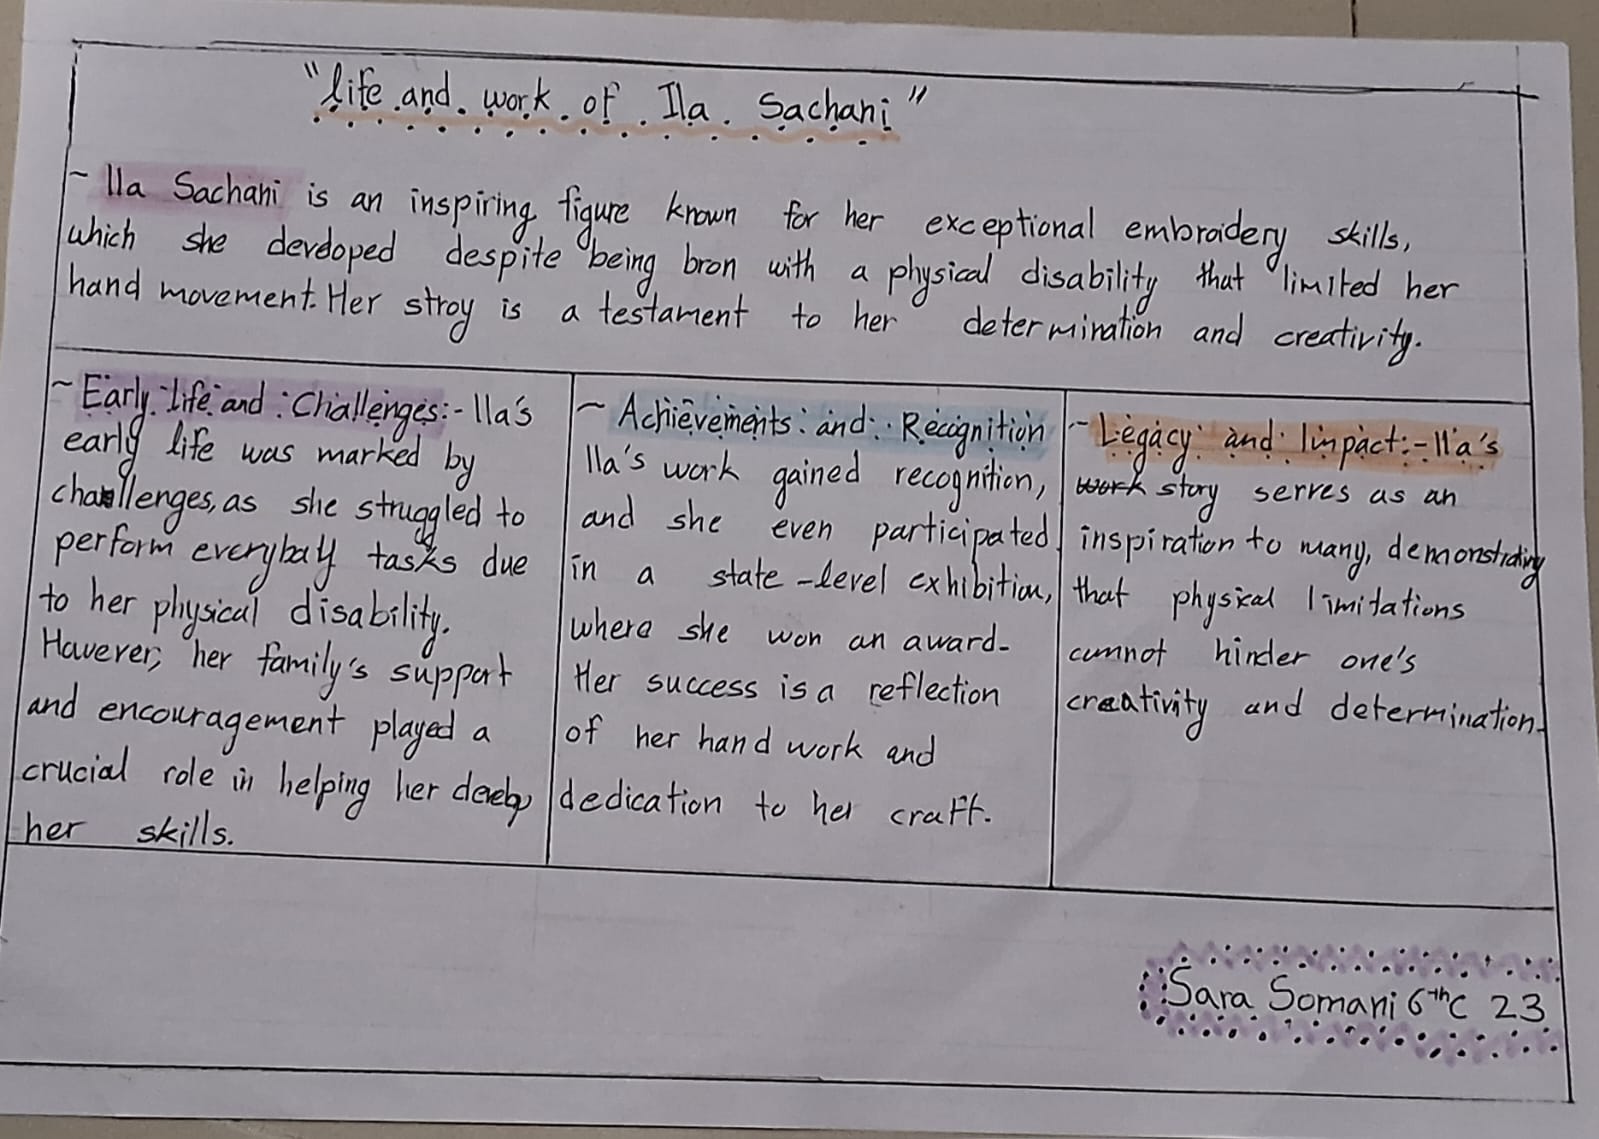 "life and work of Ila Sachani"
~ Ila Sachani is an inspiring figure known for her exceptional embroidery skills,
which she devdoped despite being bron with a physical disability that limited her
hand movement. Her stroy is a testament to her determination and creativity.
~ Early life and Challenges:- Ila's
early life was marked by
challenges, as she struggled to
perform everybay tasks due
to her physical disability.
However, her family's support
and encouragement played a
crucial role in helping her develop
her skills.
~ Achievements and Recognition
Ila's work gained recognition,
and she even participated
in a state-level exhibition,
where she won an award.
Her success is a reflection
of her hand work and
dedication to her craft.
~ Legacy and Impact:- Ila's
work story serves as an
inspiration to many, demonstrating
that physical limitations
cannot hinder one's
creativity and determination.
Sara Somani 6th C 23